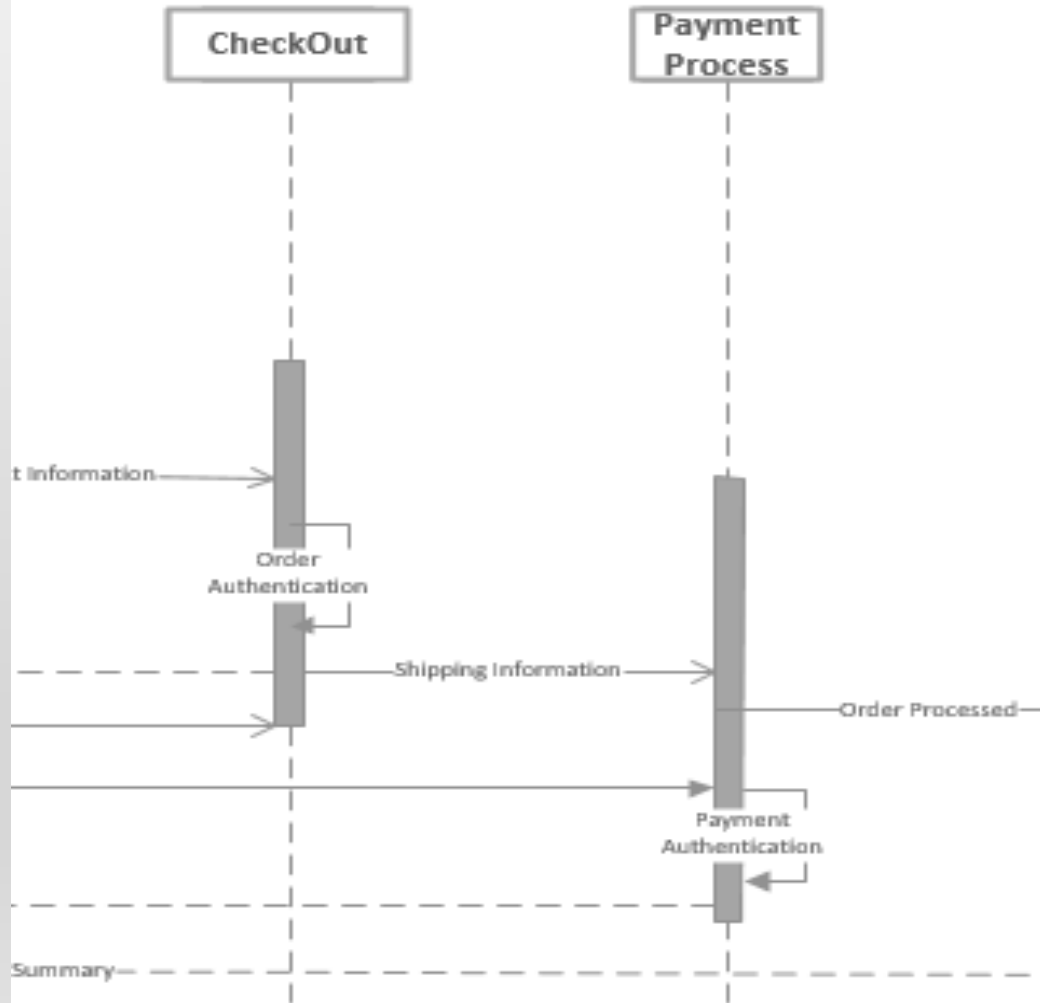 CheckOut
Payment
Process
t Information
Order
Authentication
Shipping Information
Order Processed
Payment
Authentication
Summary